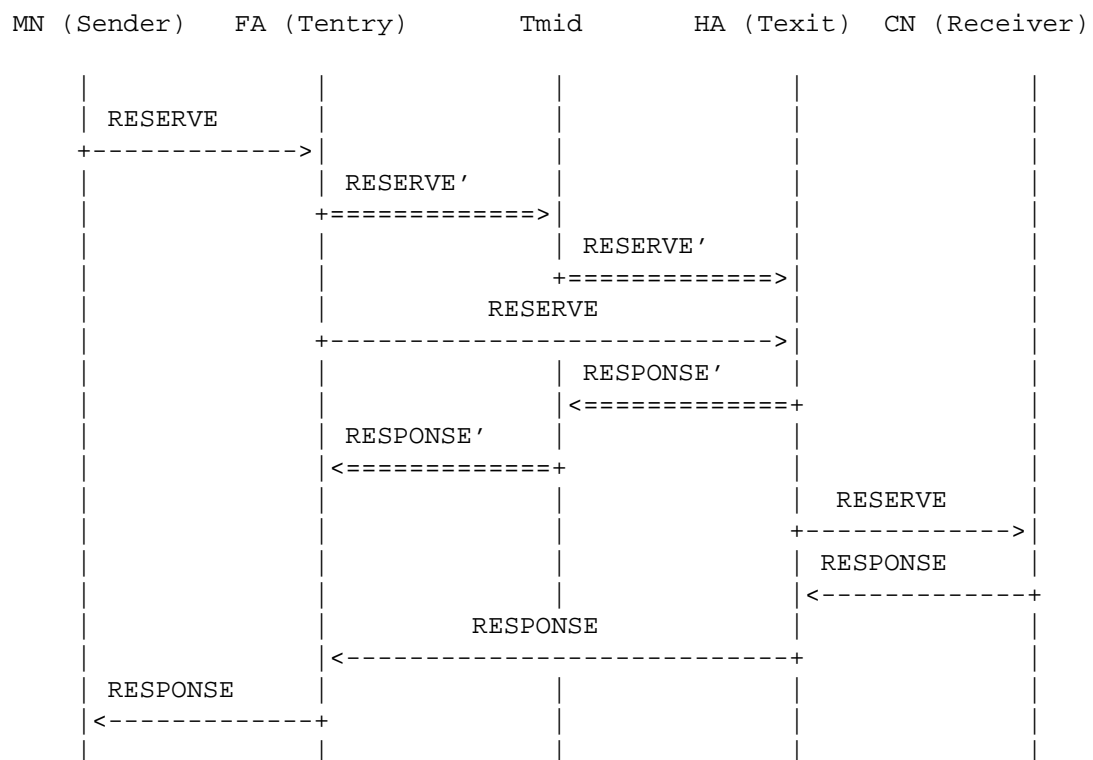 MN (Sender) FA (Tentry) Tmid HA (Texit) CN (Receiver)
RESERVE
RESERVE'
RESERVE'
RESERVE
RESPONSE'
RESPONSE'
RESERVE
RESPONSE
RESPONSE
RESPONSE